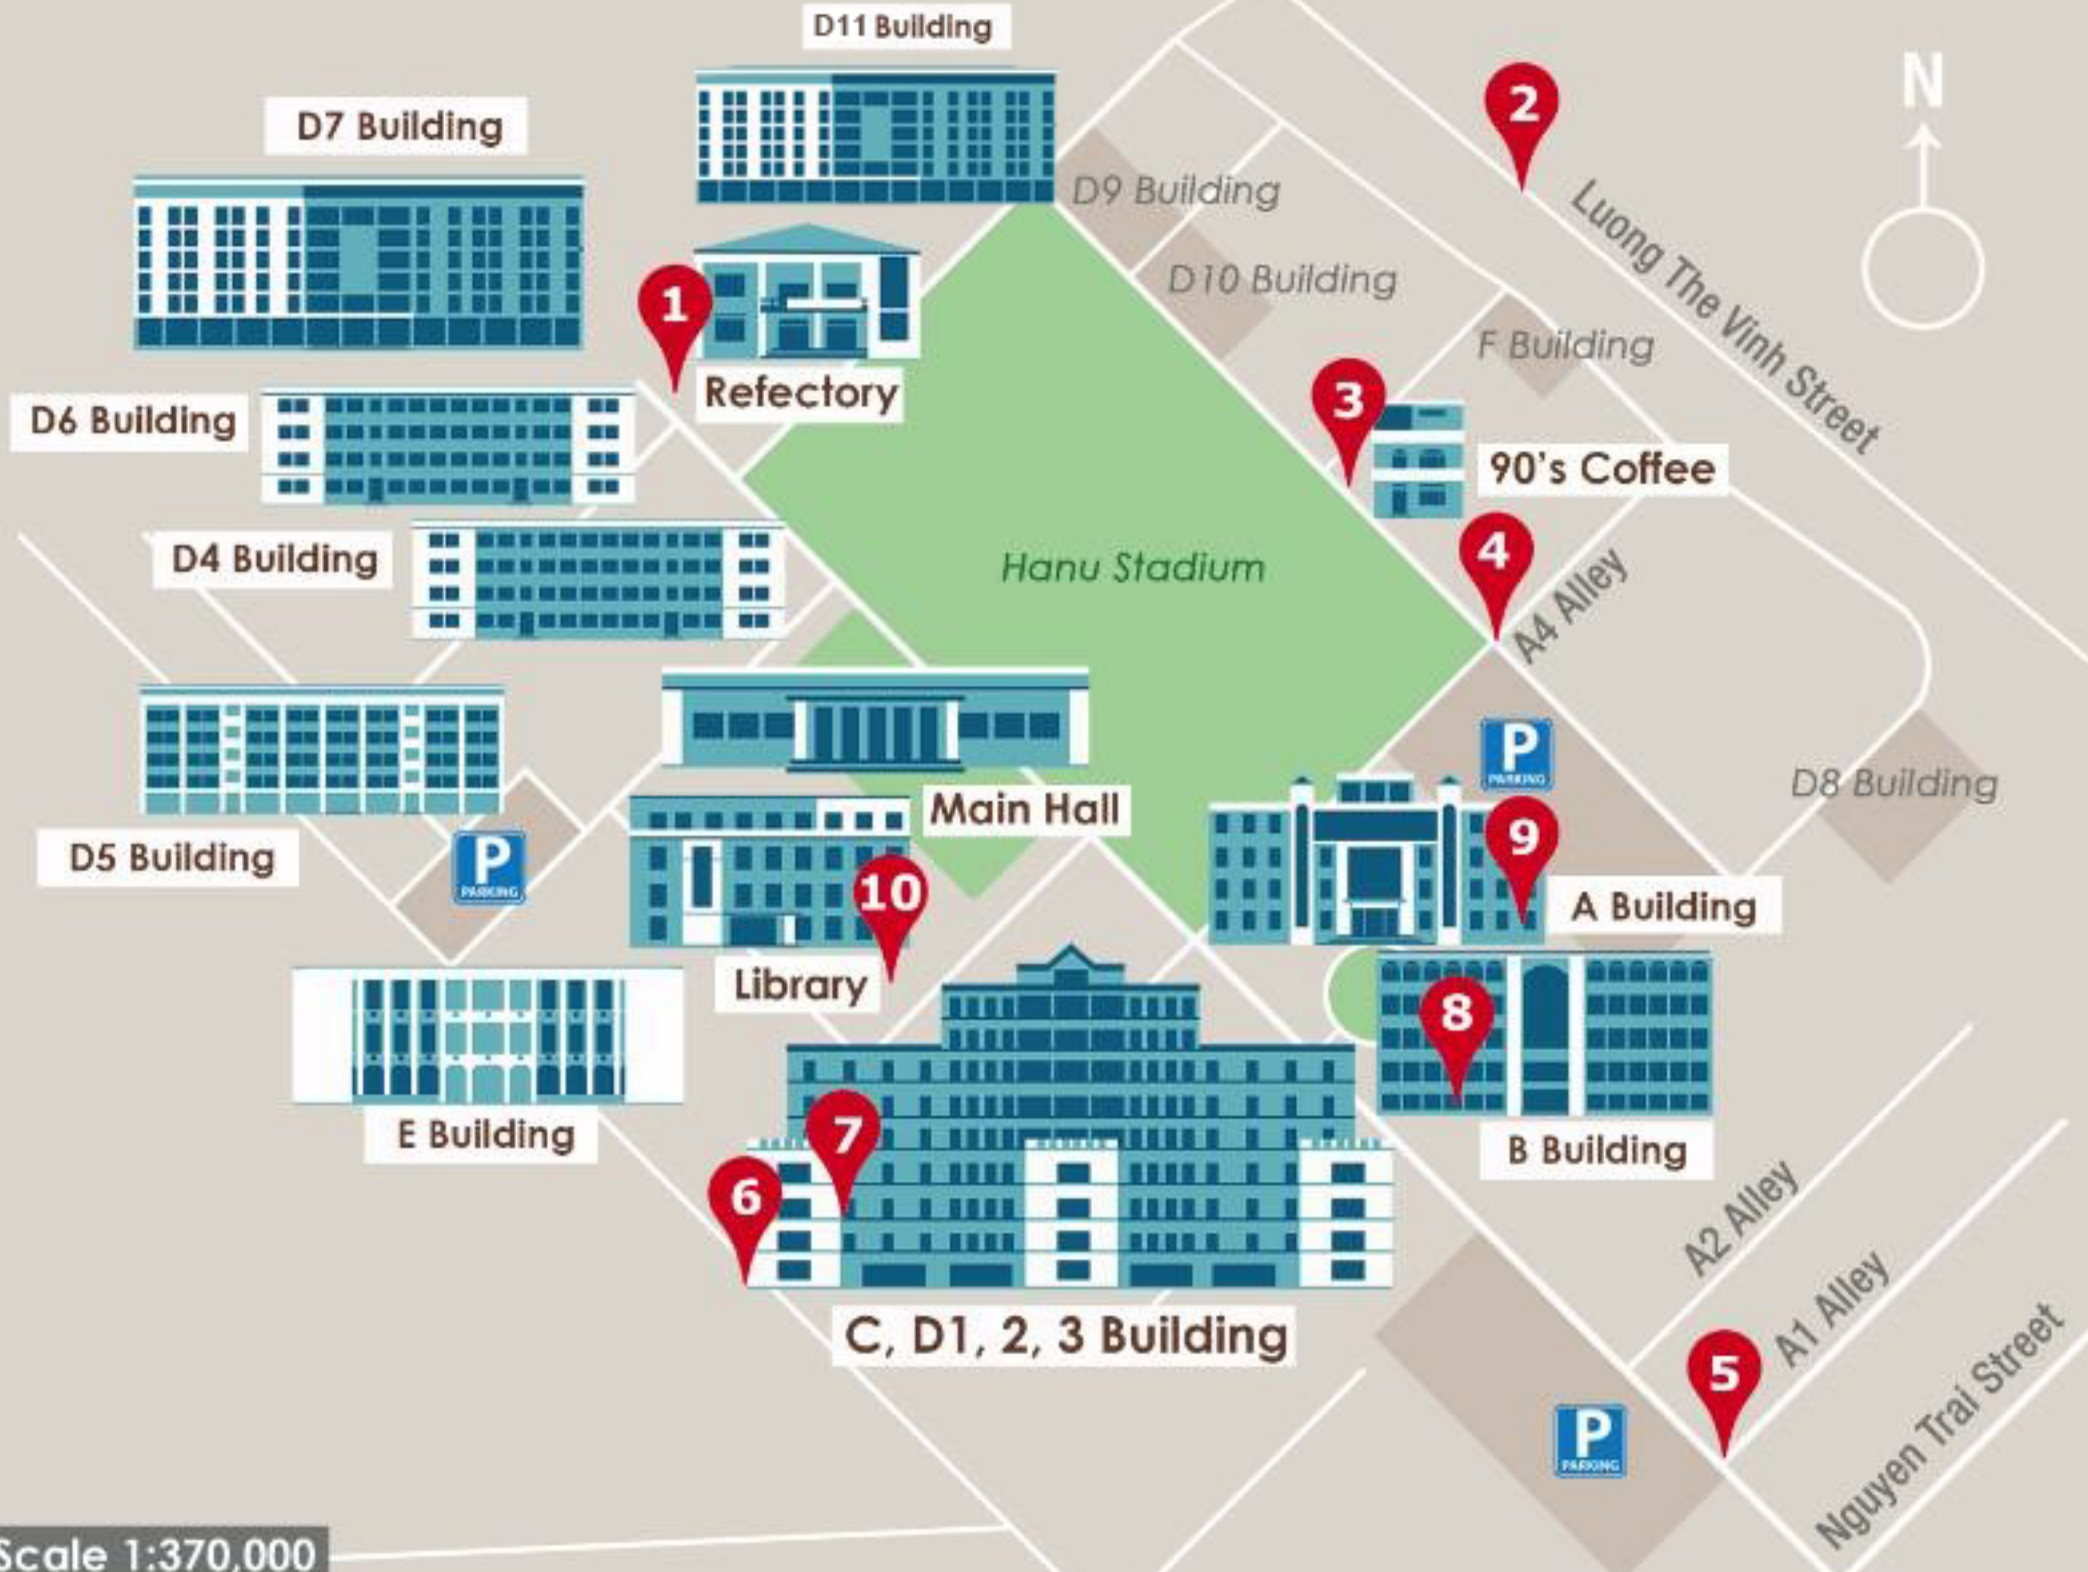 D11 Building
N
2
D7 Building
D9 Building
Luong The Vinh Street
D10 Building
1
F Building
3
Refectory
D6 Building
90's Coffee
4
D4 Building
Hanu Stadium
A4 Alley
P
PARKING
D8 Building
Main Hall
9
D5 Building
P
PARKING
10
A Building
Library
8
E Building
7
B Building
6
A2 Alley
C, D1, 2, 3 Building
A1 Alley
5
Nguyen Trai Street
P
PARKING
Scale 1:370,000